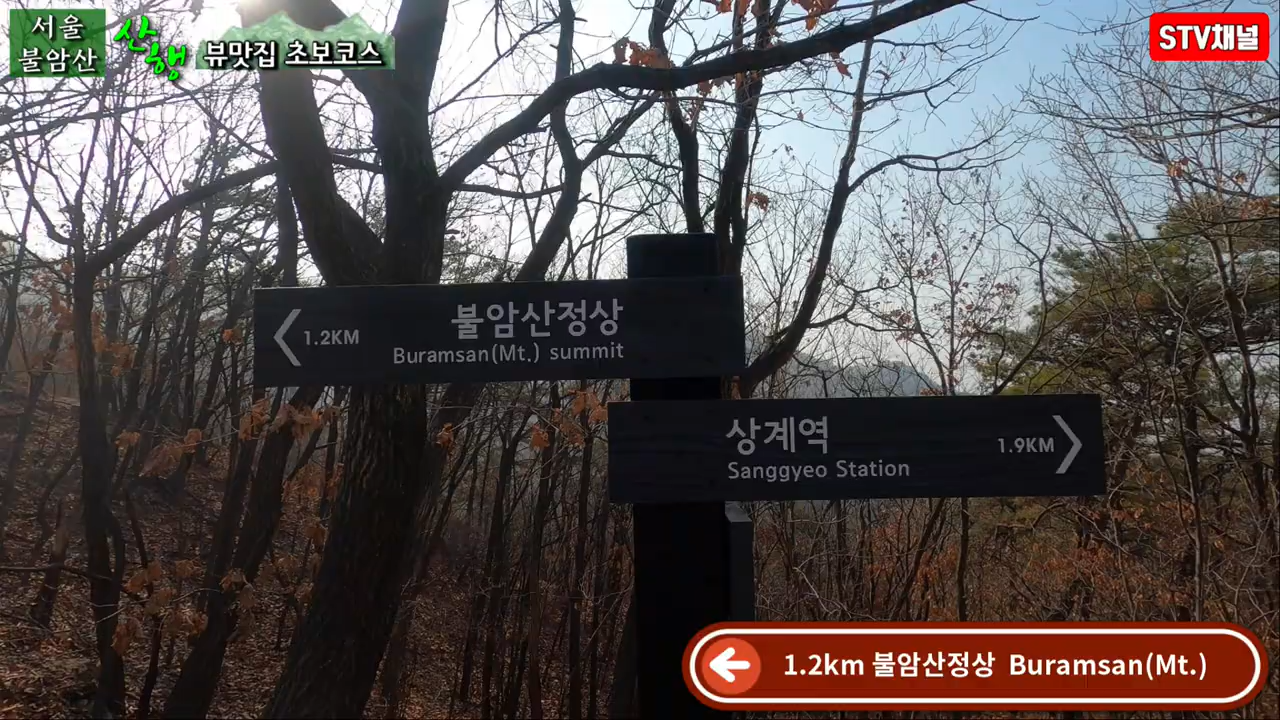 서울
불암산
산행
뷰맛집 초보코스
STV채널
1.2KM
불암산정상
Buramsan(Mt.) summit
상계역
Sanggyeo Station
1.9KM
1.2km 불암산정상 Buramsan(Mt.)